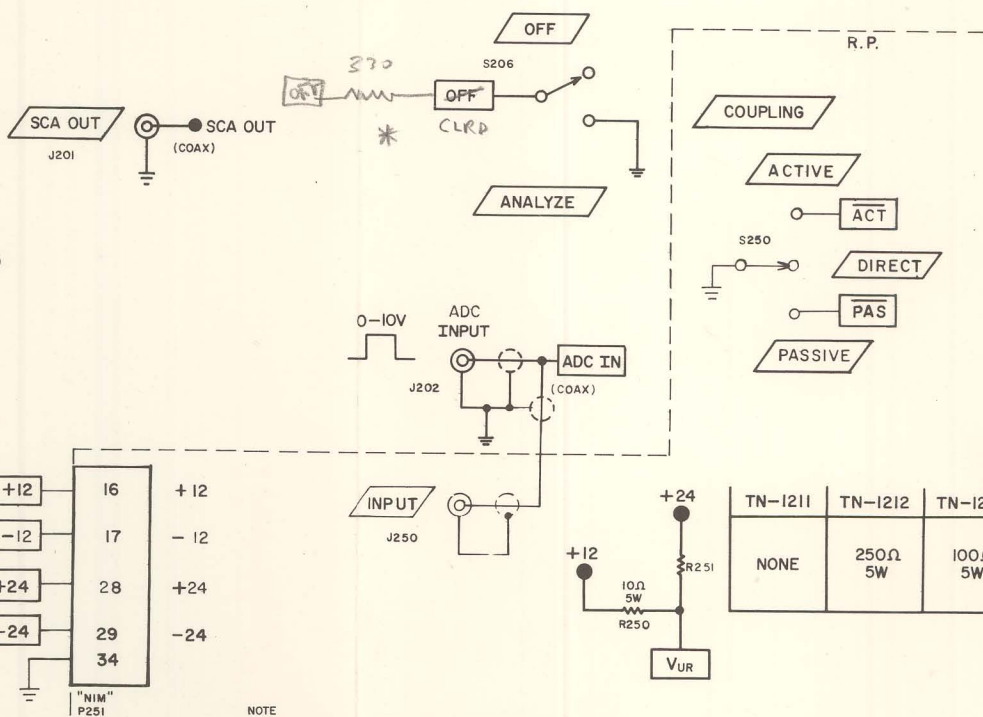 OFF
R.P.
330
S206
OFF
OFF
CLRD
*
SCA OUT
SCA OUT
(COAX)
J201
COUPLING
ANALYZE
ACTIVE
ACT
S250
DIRECT
PAS
PASSIVE
0-10V
ADC
INPUT
ADC IN
J202
(COAX)
+12
16
+12
-12
17
-12
+24
28
+24
-24
29
-24
34
"NIM"
P251
NOTE
INPUT
J250
+24
+12
R251
10Ω
5W
R250
VUR
TN-1211
TN-1212
NONE
250Ω
5W